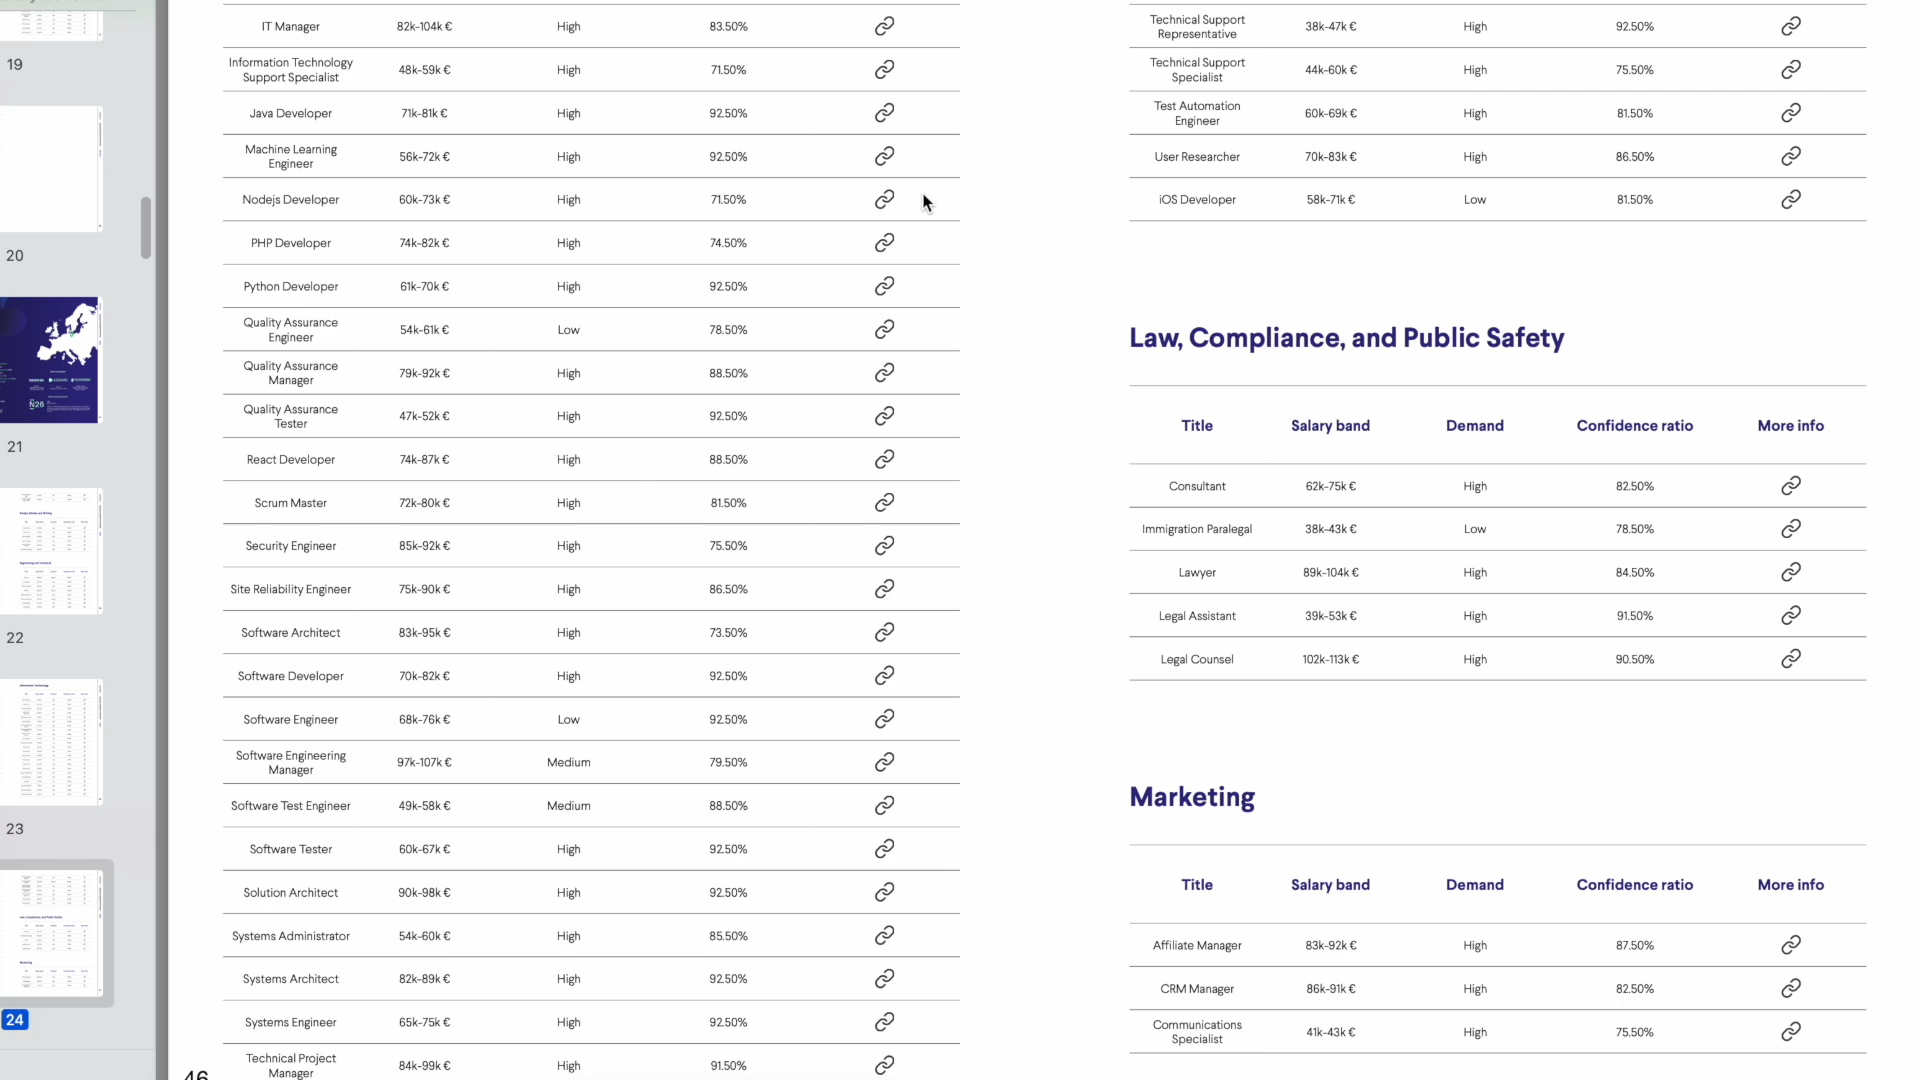 19
20
21
22
23
24
N26
IT Manager 82k-104k € High 83.50%
Information Technology
Support Specialist 48k-59k € High 71.50%
Java Developer 71k-81k € High 92.50%
Machine Learning
Engineer 56k-72k € High 92.50%
Nodejs Developer 60k-73k € High 71.50%
PHP Developer 74k-82k € High 74.50%
Python Developer 61k-70k € High 92.50%
Quality Assurance
Engineer 54k-61k € Low 78.50%
Quality Assurance
Manager 79k-92k € High 88.50%
Quality Assurance
Tester 47k-52k € High 92.50%
React Developer 74k-87k € High 88.50%
Scrum Master 72k-80k € High 81.50%
Security Engineer 85k-92k € High 75.50%
Site Reliability Engineer 75k-90k € High 86.50%
Software Architect 83k-95k € High 73.50%
Software Developer 70k-82k € High 92.50%
Software Engineer 68k-76k € Low 92.50%
Software Engineering
Manager 97k-107k € Medium 79.50%
Software Test Engineer 49k-58k € Medium 88.50%
Software Tester 60k-67k € High 92.50%
Solution Architect 90k-98k € High 92.50%
Systems Administrator 54k-60k € High 85.50%
Systems Architect 82k-89k € High 92.50%
Systems Engineer 65k-75k € High 92.50%
Technical Project
Manager 84k-99k € High 91.50%
46
Technical Support
Representative 38k-47k € High 92.50%
Technical Support
Specialist 44k-60k € High 75.50%
Test Automation
Engineer 60k-69k € High 81.50%
User Researcher 70k-83k € High 86.50%
iOS Developer 58k-71k € Low 81.50%
Law, Compliance, and Public Safety
Title Salary band Demand Confidence ratio More info
Consultant 62k-75k € High 82.50%
Immigration Paralegal 38k-43k € Low 78.50%
Lawyer 89k-104k € High 84.50%
Legal Assistant 39k-53k € High 91.50%
Legal Counsel 102k-113k € High 90.50%
Marketing
Title Salary band Demand Confidence ratio More info
Affiliate Manager 83k-92k € High 87.50%
CRM Manager 86k-91k € High 82.50%
Communications
Specialist 41k-43k € High 75.50%